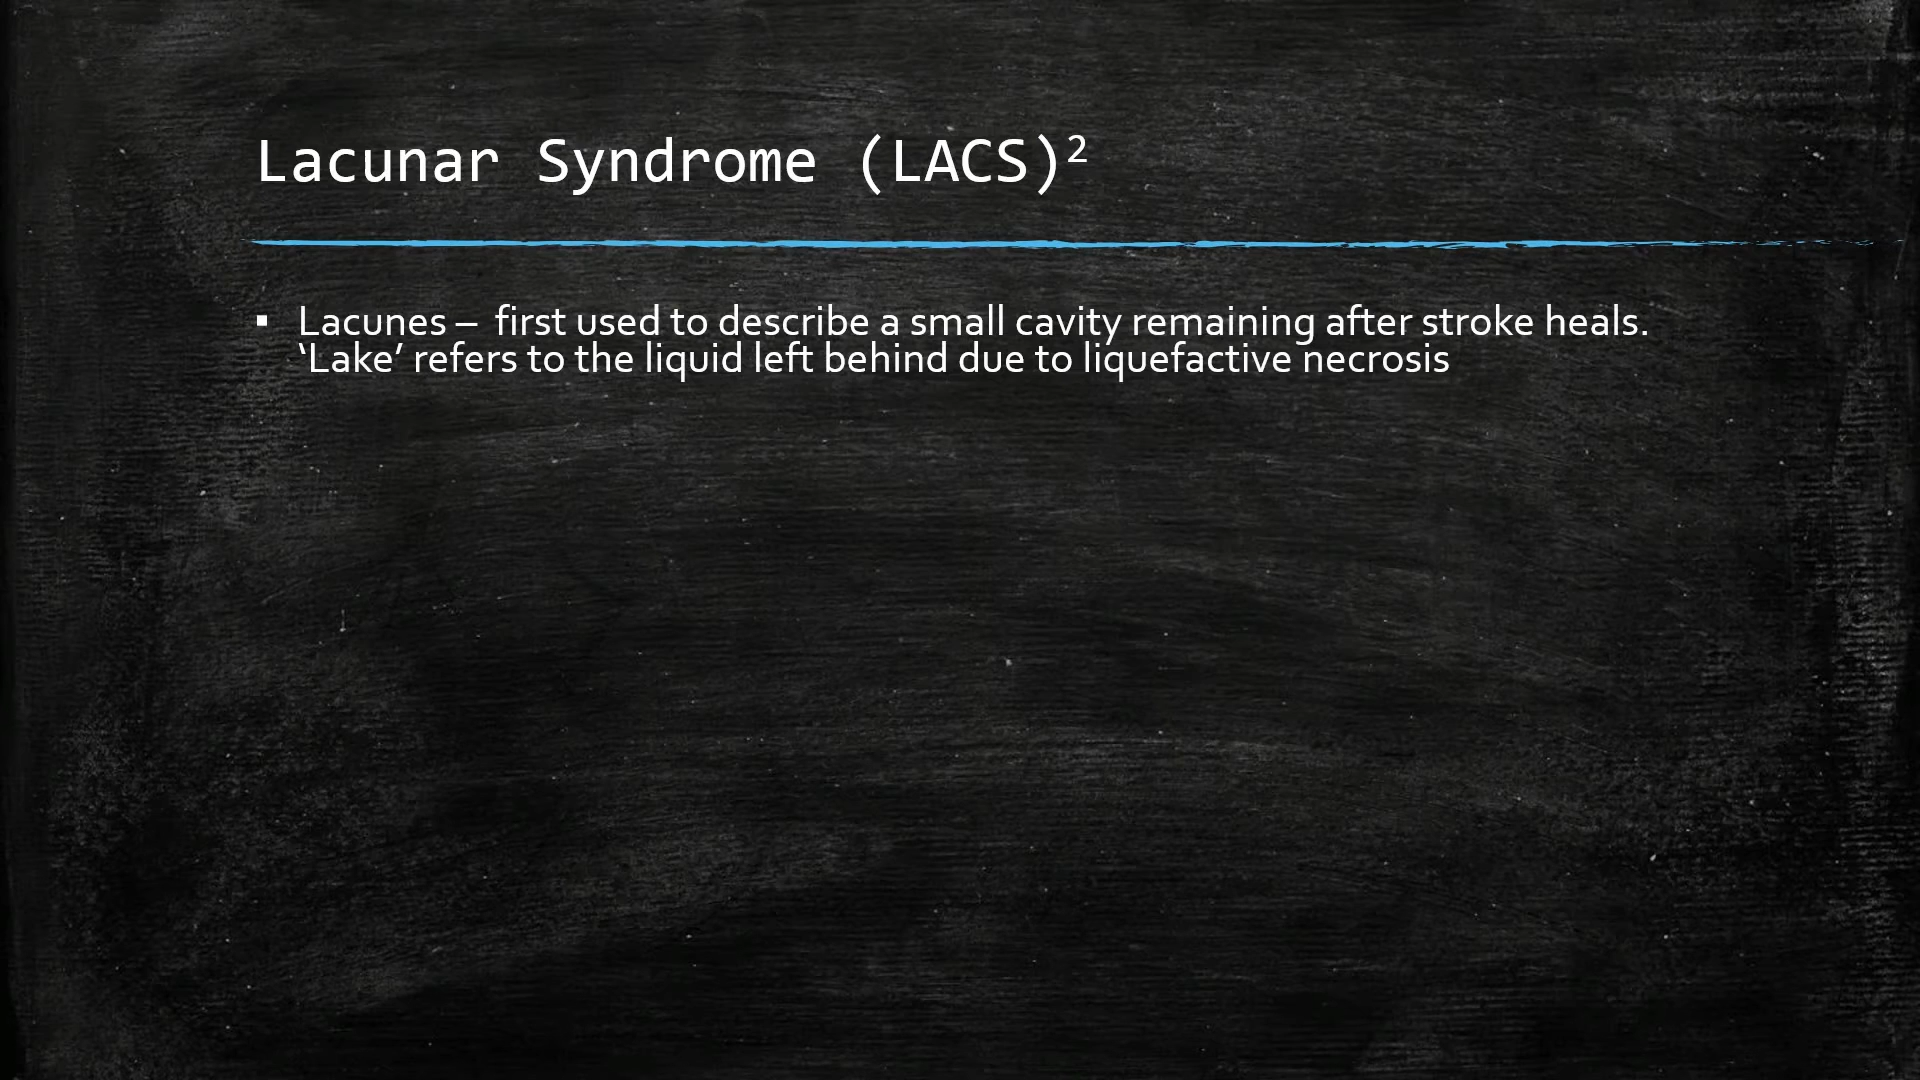 Lacunar Syndrome (LACS)²
▪ Lacunes –  first used to describe a small cavity remaining after stroke heals.
‘Lake’ refers to the liquid left behind due to liquefactive necrosis